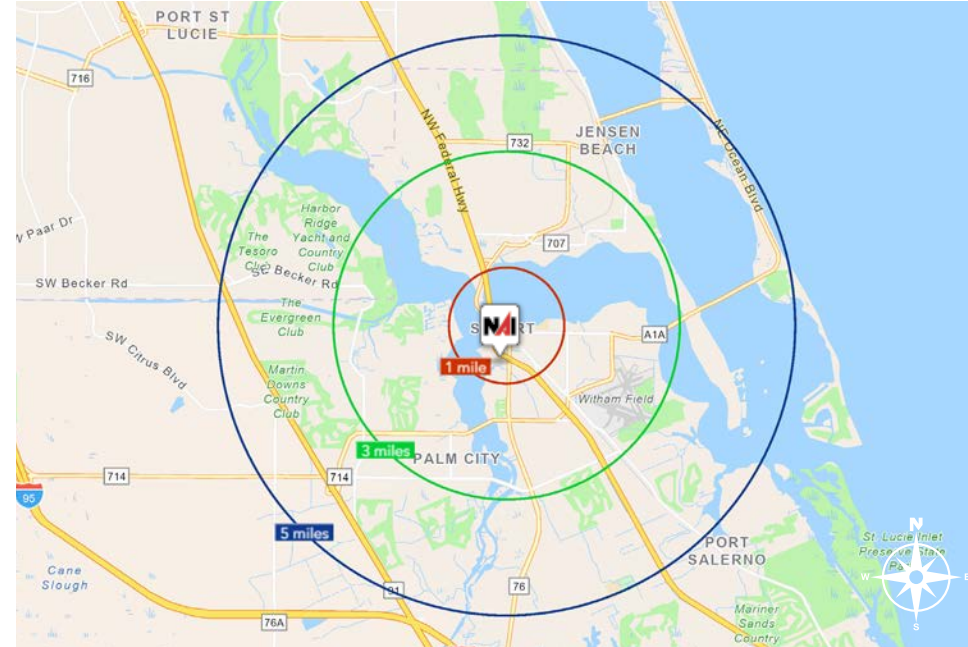 PORT ST
LUCIE
716
NW Federal Hwy
732
JENSEN
BEACH
NE Ocean Blvd
Harbor
Ridge
Yacht and
Country
Club
The
Tesoro
Club
707
W Paar Dr
SW Becker Rd
SE Becker Rd
The
Evergreen
Club
NAI
A1A
SW Citrus Blvd
1 mile
Martin
Downs
Country
Club
Witham Field
3 miles
PALM CITY
714
714
95
5 miles
PORT
SALERNO
N
W
E
S
St. Lucie Inlet
Preserve State
Cane
Slough
91
76
76A
Mariner
Sands
Country